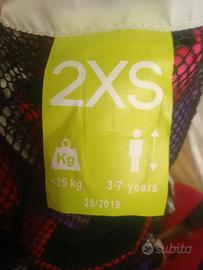 2XS
Kg
<25 kg 3-7 years
25/2019
subito